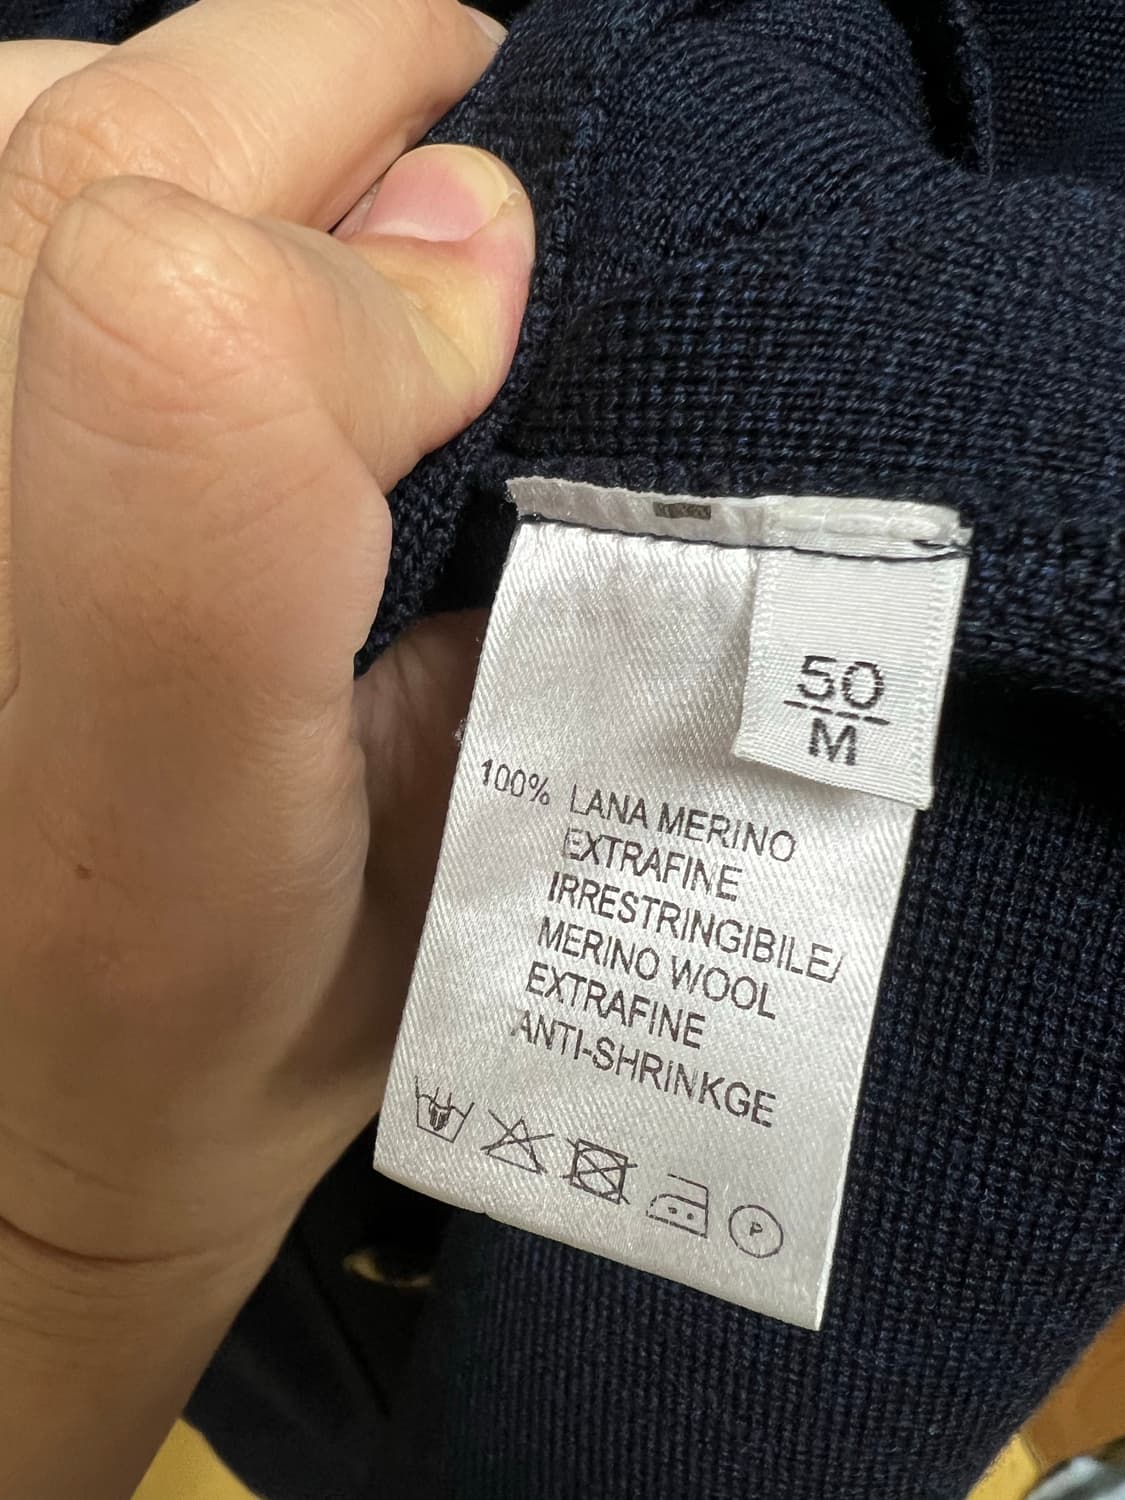 50
M
100% LANA MERINO
EXTRAFINE
IRRESTRINGIBILE/
MERINO WOOL
EXTRAFINE
ANTI-SHRINKGE
P